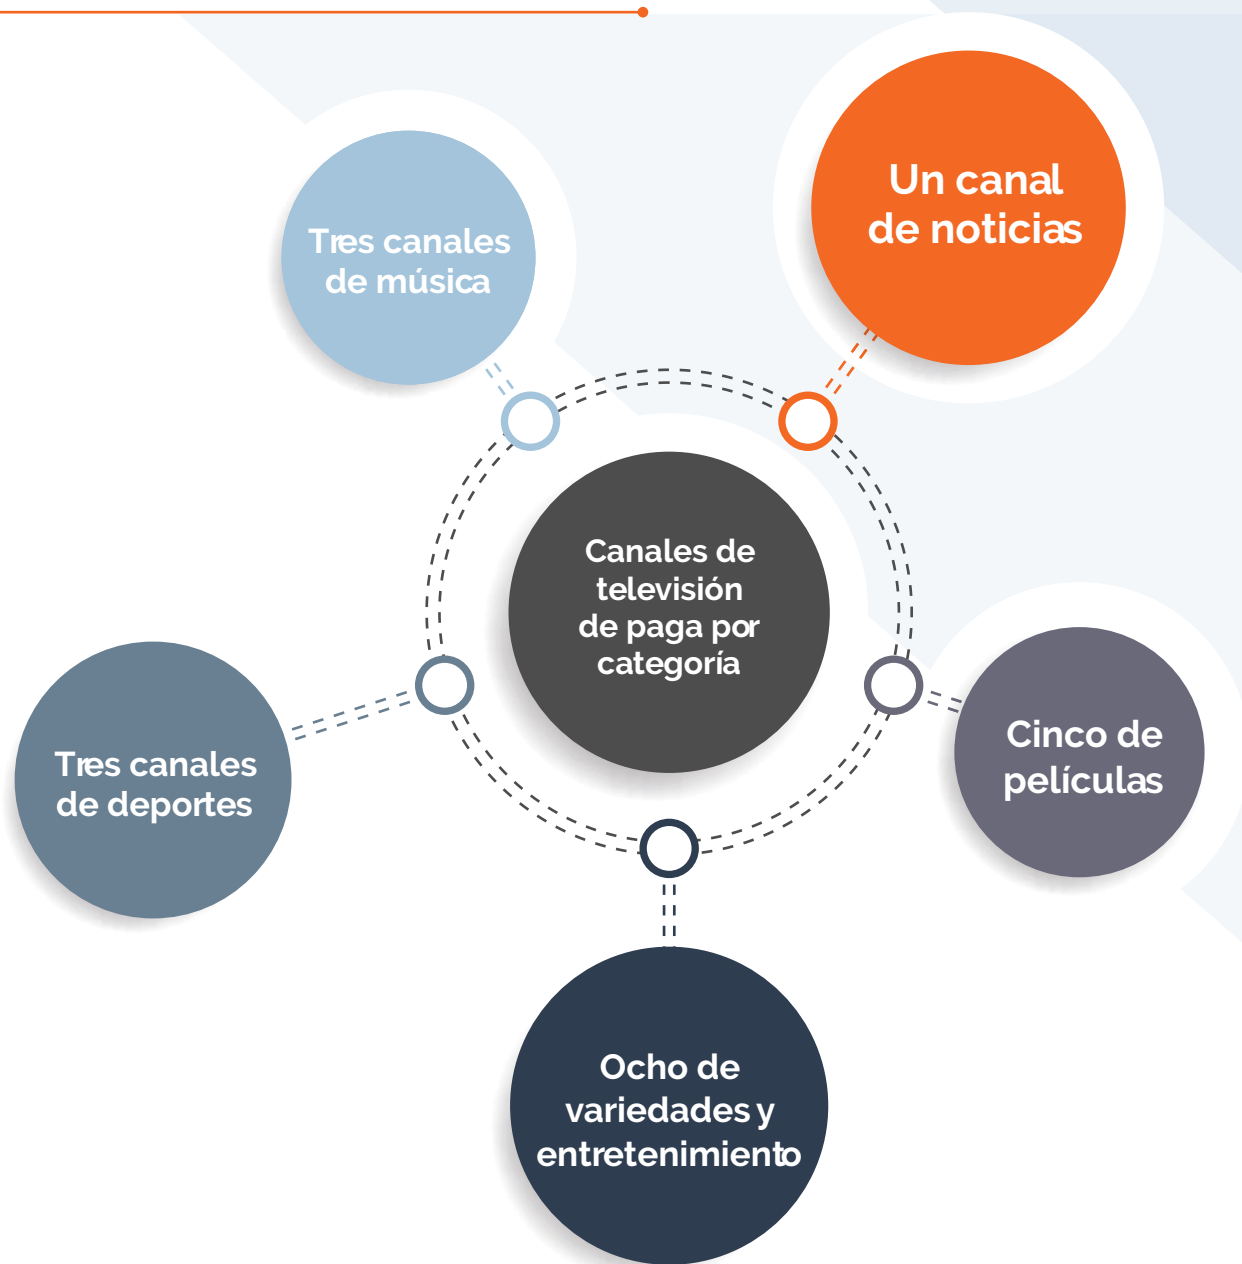 Un canal
de noticias
Tres canales
de música
Canales de
televisión
de paga por
categoría
Cinco de
películas
Tres canales
de deportes
Ocho de
variedades y
entretenimiento